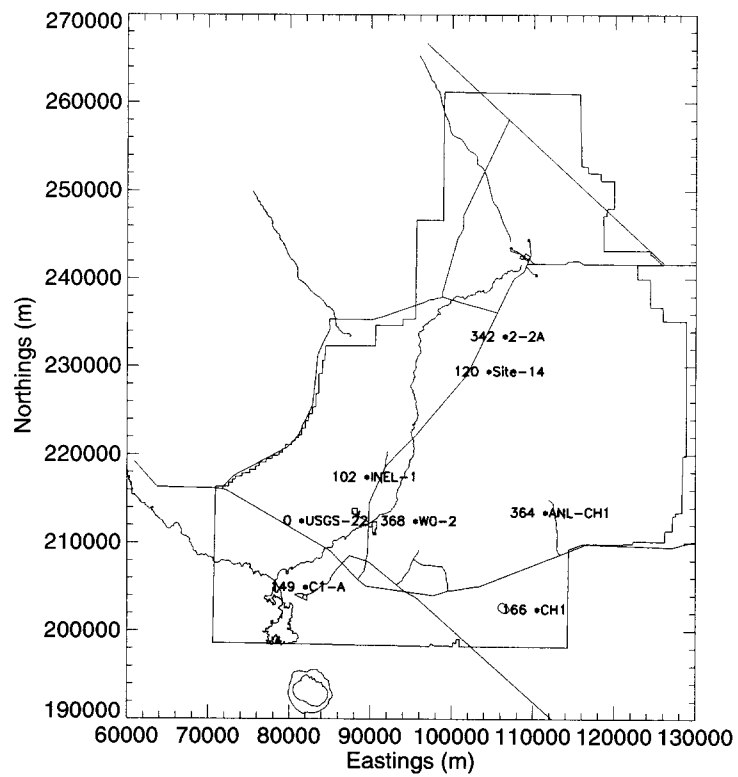 270000
260000
250000
240000
230000
220000
210000
200000
190000
Northings (m)
342 2-2A
120 Site-14
102 INEL-1
0 USGS-22
368 WO-2
364 ANL-CH1
149 C1-A
166 CH1
60000 70000 80000 90000 100000 110000 120000 130000
Eastings (m)